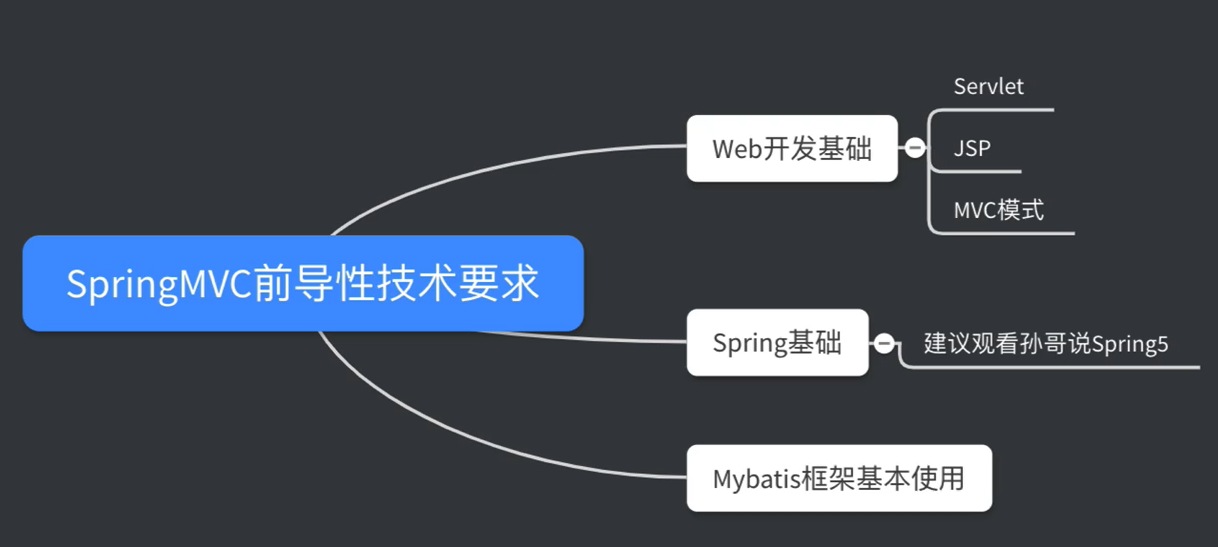 SpringMVC前导性技术要求
Web开发基础
Servlet
JSP
MVC模式
Spring基础
建议观看孙哥说Spring5
Mybatis框架基本使用